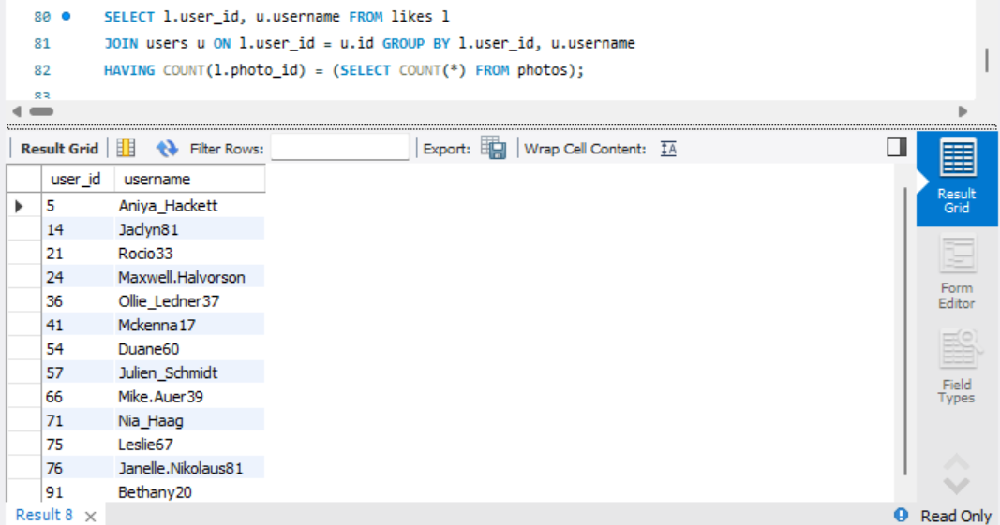 80 SELECT l.user_id, u.username FROM likes l
81 JOIN users u ON l.user_id = u.id GROUP BY l.user_id, u.username
82 HAVING COUNT(l.photo_id) = (SELECT COUNT(*) FROM photos);
83
Result Grid Filter Rows: Export: Wrap Cell Content: IA
user_id username
5 Aniya_Hackett
14 Jaclyn81
21 Rocio33
24 Maxwell.Halvorson
36 Ollie_Ledner37
41 Mckenna17
54 Duane60
57 Julien_Schmidt
66 Mike.Auer39
71 Nia_Haag
75 Leslie67
76 Janelle.Nikolaus81
91 Bethany20
Result
Grid
Form
Editor
Field
Types
Result 8 Read Only